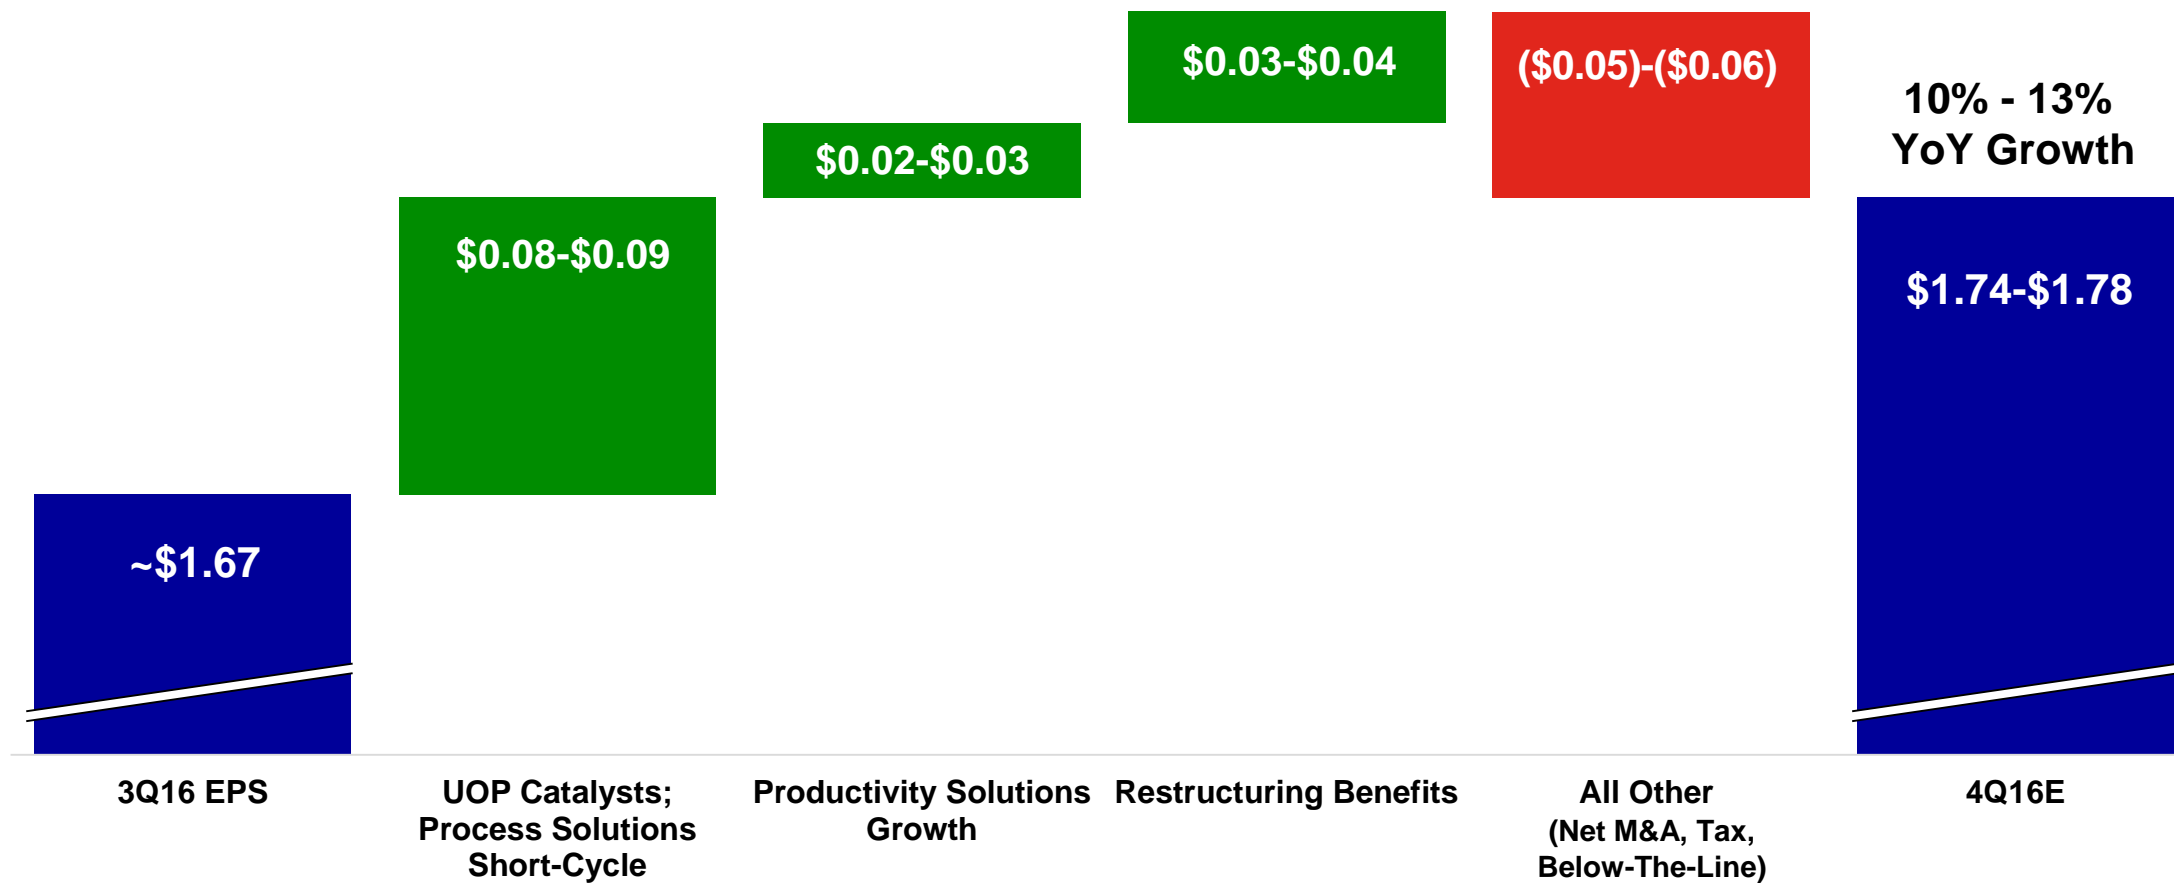 $0.03-$0.04
($0.05)-($0.06)
10% - 13%
YoY Growth
$0.02-$0.03
$0.08-$0.09
$1.74-$1.78
~$1.67
3Q16 EPS
UOP Catalysts;
Process Solutions
Short-Cycle
Productivity Solutions
Growth
Restructuring Benefits
All Other
(Net M&A, Tax,
Below-The-Line)
4Q16E